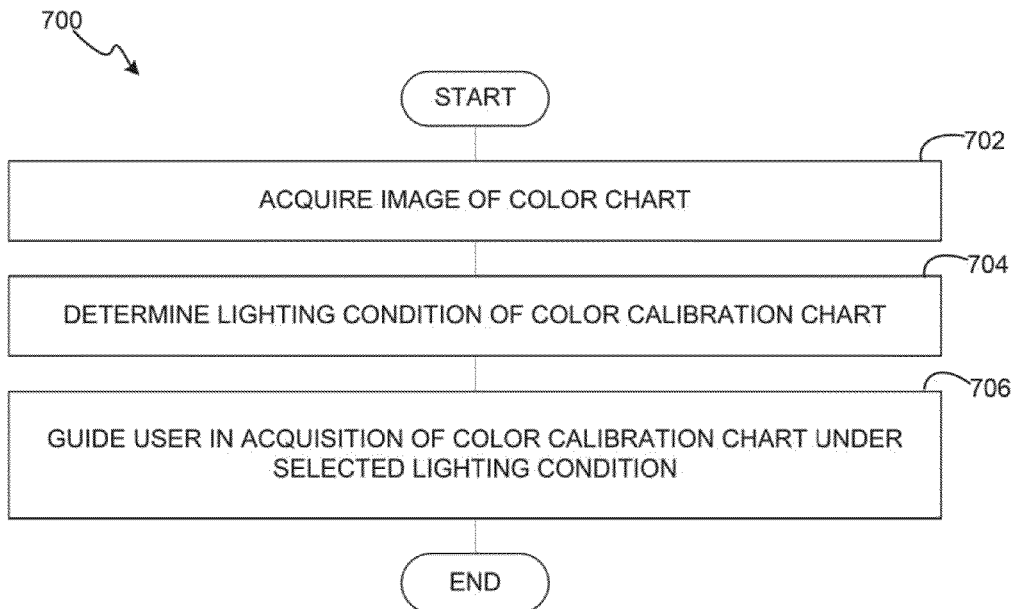 700
START
702
ACQUIRE IMAGE OF COLOR CHART
704
DETERMINE LIGHTING CONDITION OF COLOR CALIBRATION CHART
706
GUIDE USER IN ACQUISITION OF COLOR CALIBRATION CHART UNDER
SELECTED LIGHTING CONDITION
END